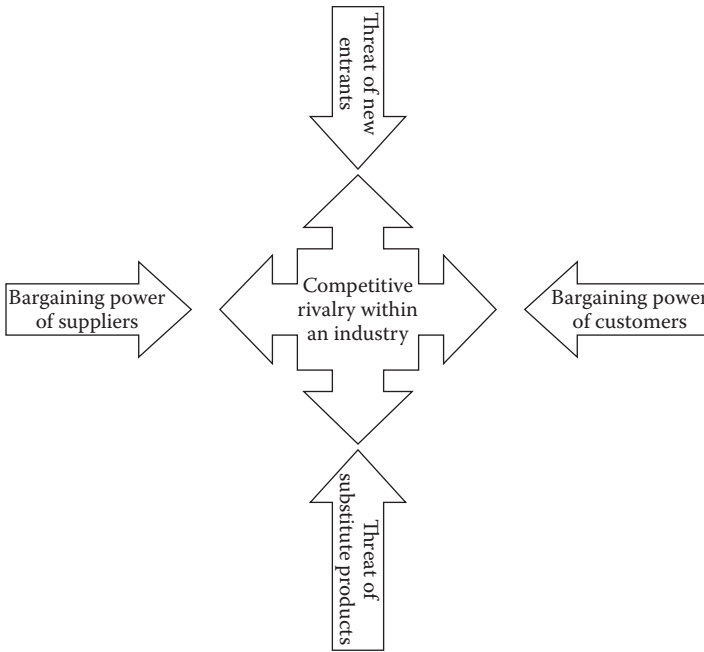 Threat of new
entrants
Bargaining power
of suppliers
Competitive
rivalry within
an industry
Bargaining power
of customers
Threat of
substitute products